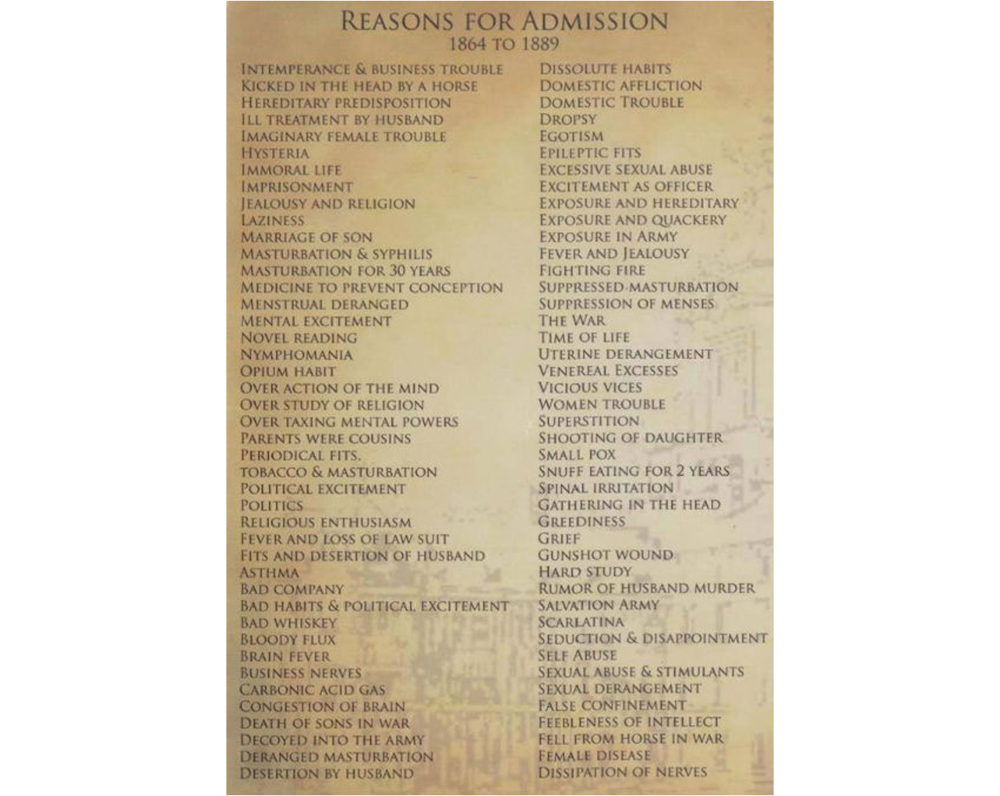 REASONS FOR ADMISSION
1864 TO 1889
INTEMPERANCE & BUSINESS TROUBLE
KICKED IN THE HEAD BY A HORSE
HEREDITARY PREDISPOSITION
ILL TREATMENT BY HUSBAND
IMAGINARY FEMALE TROUBLE
HYSTERIA
IMMORAL LIFE
IMPRISONMENT
JEALOUSY AND RELIGION
LAZINESS
MARRIAGE OF SON
MASTURBATION & SYPHILIS
MASTURBATION FOR 30 YEARS
MEDICINE TO PREVENT CONCEPTION
MENSTRUAL DERANGED
MENTAL EXCITEMENT
NOVEL READING
NYMPHOMANIA
OPIUM HABIT
OVER ACTION OF THE MIND
OVER STUDY OF RELIGION
OVER TAXING MENTAL POWERS
PARENTS WERE COUSINS
PERIODICAL FITS.
TOBACCO & MASTURBATION
POLITICAL EXCITEMENT
POLITICS
RELIGIOUS ENTHUSIASM
FEVER AND LOSS OF LAW SUIT
FITS AND DESERTION OF HUSBAND
ASTHMA
BAD COMPANY
BAD HABITS & POLITICAL EXCITEMENT
BAD WHISKEY
BLOODY FLUX
BRAIN FEVER
BUSINESS NERVES
CARBONIC ACID GAS
CONGESTION OF BRAIN
DEATH OF SONS IN WAR
DECOYED INTO THE ARMY
DERANGED MASTURBATION
DESERTION BY HUSBAND
DISSOLUTE HABITS
DOMESTIC AFFLICTION
DOMESTIC TROUBLE
DROPSY
EGOTISM
EPILEPTIC FITS
EXCESSIVE SEXUAL ABUSE
EXCITEMENT AS OFFICER
EXPOSURE AND HEREDITARY
EXPOSURE AND QUACKERY
EXPOSURE IN ARMY
FEVER AND JEALOUSY
FIGHTING FIRE
SUPPRESSED MASTURBATION
SUPPRESSION OF MENSES
THE WAR
TIME OF LIFE
UTERINE DERANGEMENT
VENEREAL EXCESSES
VICIOUS VICES
WOMEN TROUBLE
SUPERSTITION
SHOOTING OF DAUGHTER
SMALL POX
SNUFF EATING FOR 2 YEARS
SPINAL IRRITATION
GATHERING IN THE HEAD
GREEDINESS
GRIEF
GUNSHOT WOUND
HARD STUDY
RUMOR OF HUSBAND MURDER
SALVATION ARMY
SCARLATINA
SEDUCTION & DISAPPOINTMENT
SELF ABUSE
SEXUAL ABUSE & STIMULANTS
SEXUAL DERANGEMENT
FALSE CONFINEMENT
FEEBLENESS OF INTELLECT
FELL FROM HORSE IN WAR
FEMALE DISEASE
DISSIPATION OF NERVES